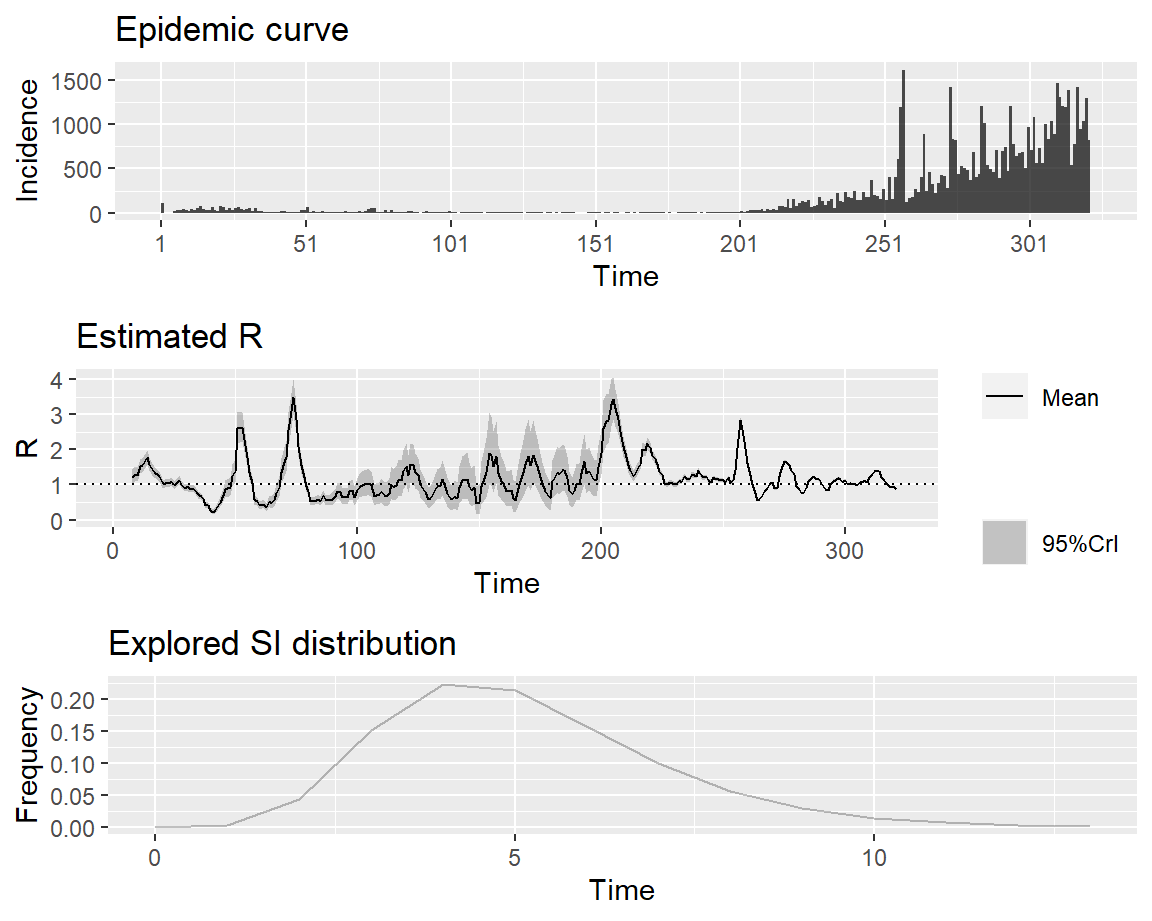 Epidemic curve
Incidence
1500
1000
500
0
1 51 101 151 201 251 301
Time
Estimated R
R
4
3
2
1
0
0 100 200 300
Time
Mean
95%CrI
Explored SI distribution
Frequency
0.20
0.15
0.10
0.05
0.00
0 5 10
Time